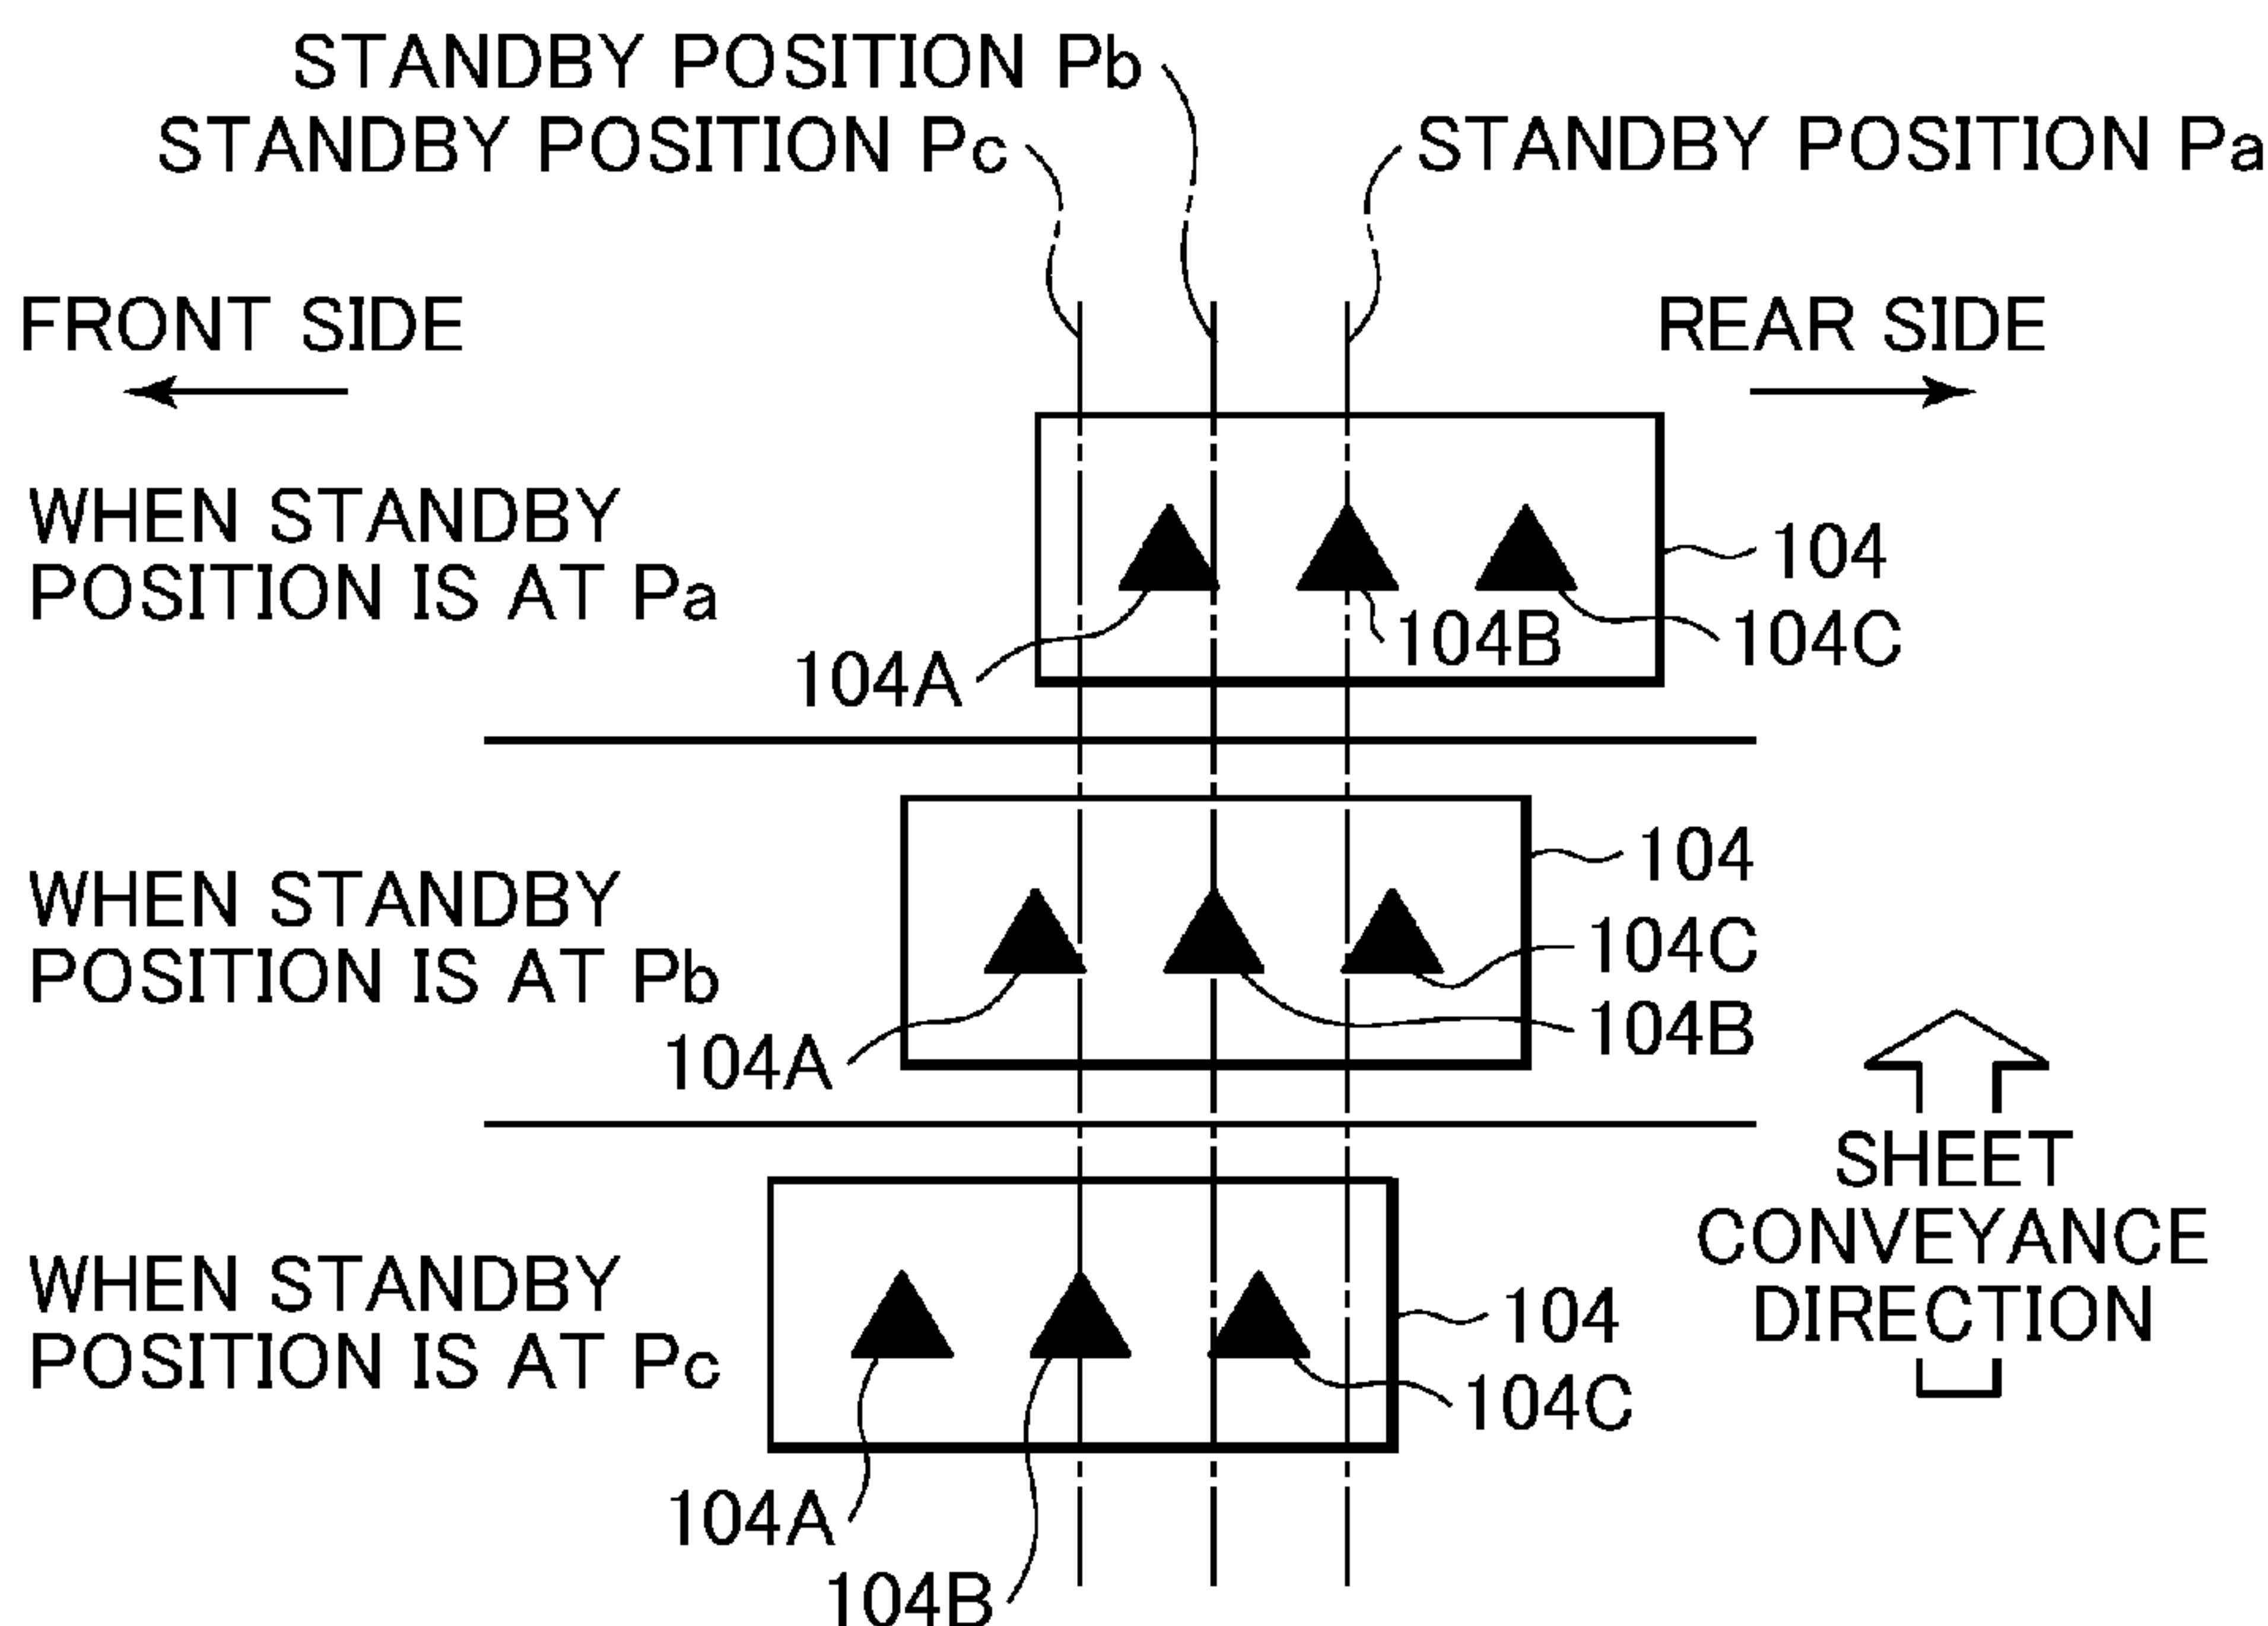 STANDBY POSITION Pb
STANDBY POSITION Pc
STANDBY POSITION Pa
FRONT SIDE
REAR SIDE
WHEN STANDBY
POSITION IS AT Pa
104
104B
104C
104A
WHEN STANDBY
POSITION IS AT Pb
104
104C
104B
104A
SHEET
CONVEYANCE
DIRECTION
WHEN STANDBY
POSITION IS AT Pc
104
104C
104A
104B